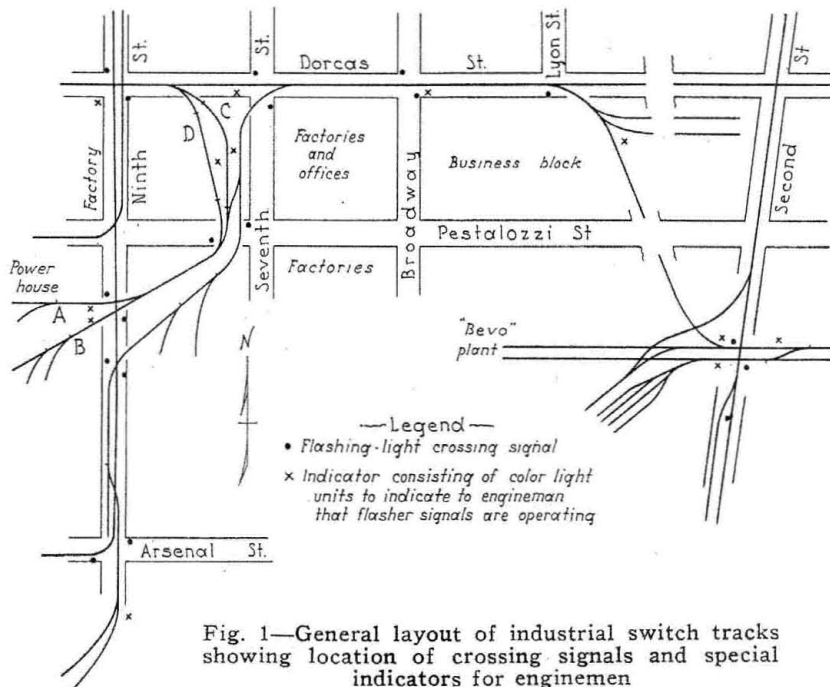 St.
St.
Dorcas St.
Lyon St.
St
C
D
Factory
Ninth
Factories
and
offices
Business block
Broadway
Second
Seventh
Pestalozzi St
Factories
Power
house
A
B
"Bevo"
plant
N
Legend
Flashing-light crossing signal
Indicator consisting of color light
units to indicate to engineman
that flasher signals are operating
Arsenal St.
Fig. 1—General layout of industrial switch tracks
showing location of crossing signals and special
indicators for enginemen